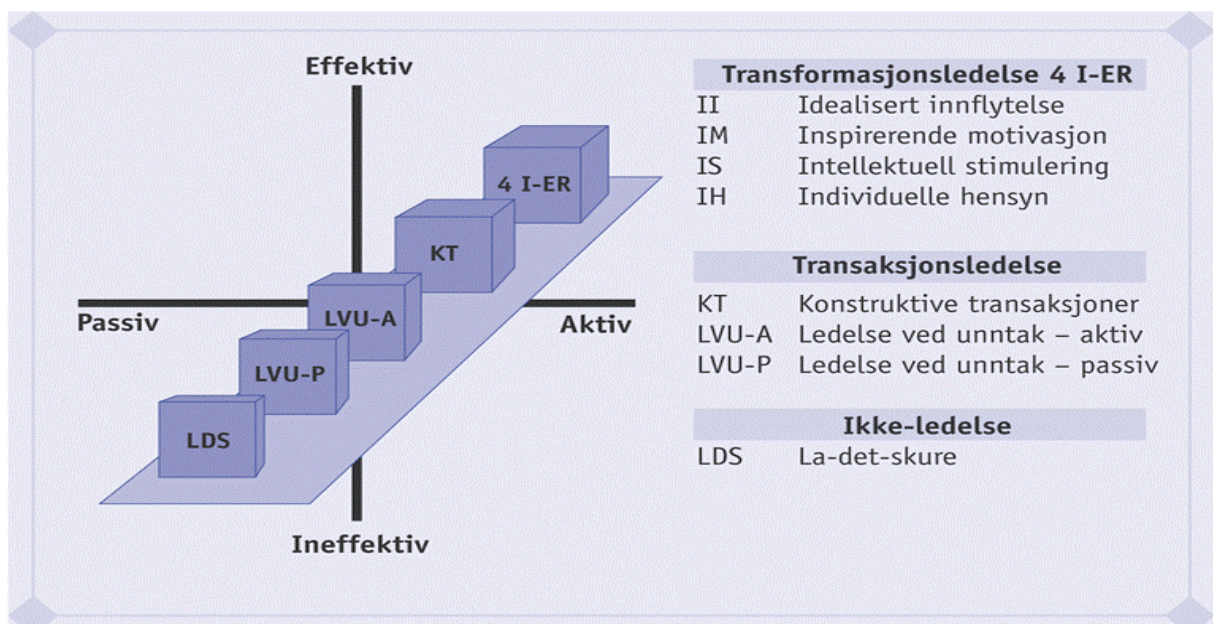 Effektiv
4 I-ER
KT
LVU-A
Passiv
Aktiv
LVU-P
LDS
Ineffektiv
Transformasjonsledelse 4 I-ER
II Idealisert innflytelse
IM Inspirerende motivasjon
IS Intellektuell stimulering
IH Individuelle hensyn
Transaksjonsledelse
KT Konstruktive transaksjoner
LVU-A Ledelse ved unntak – aktiv
LVU-P Ledelse ved unntak – passiv
Ikke-ledelse
LDS La-det-skure